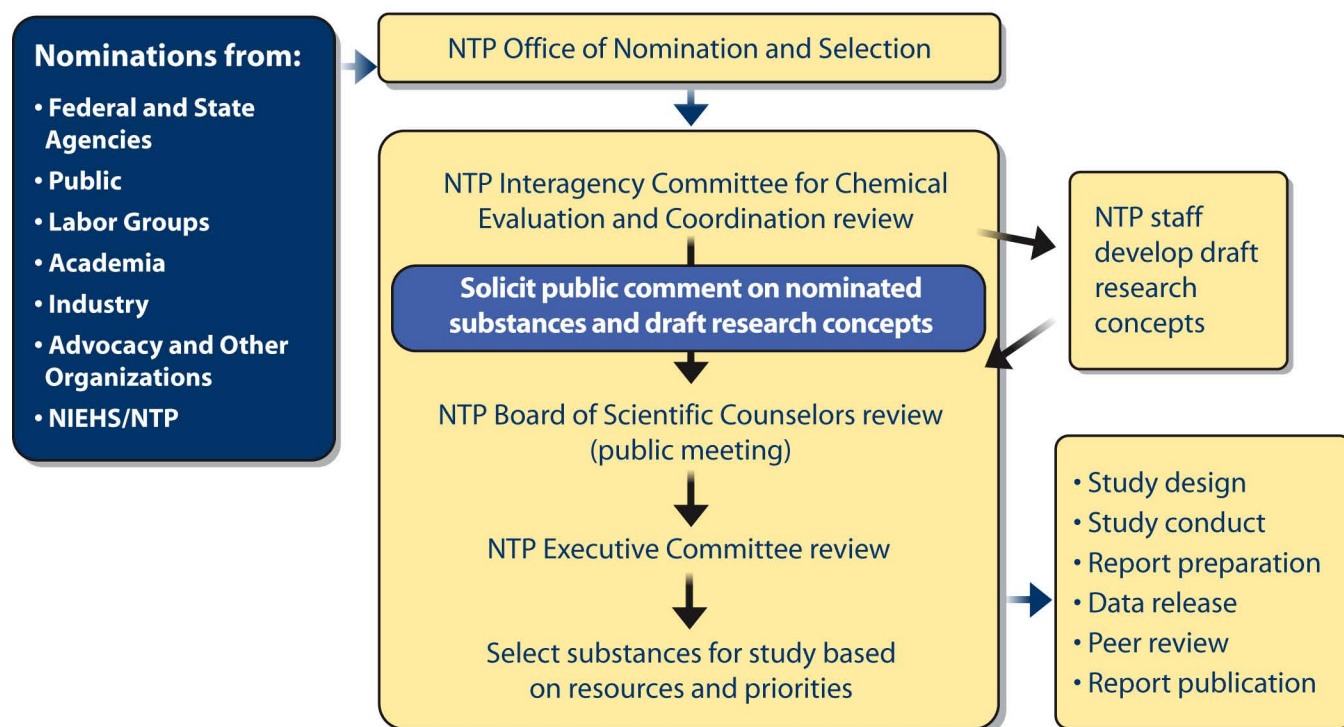 Nominations from:
• Federal and State
Agencies
• Public
• Labor Groups
• Academia
• Industry
• Advocacy and Other
Organizations
• NIEHS/NTP
NTP Office of Nomination and Selection
NTP Interagency Committee for Chemical
Evaluation and Coordination review
Solicit public comment on nominated
substances and draft research concepts
NTP Board of Scientific Counselors review
(public meeting)
NTP Executive Committee review
Select substances for study based
on resources and priorities
NTP staff
develop draft
research
concepts
• Study design
• Study conduct
• Report preparation
• Data release
• Peer review
• Report publication